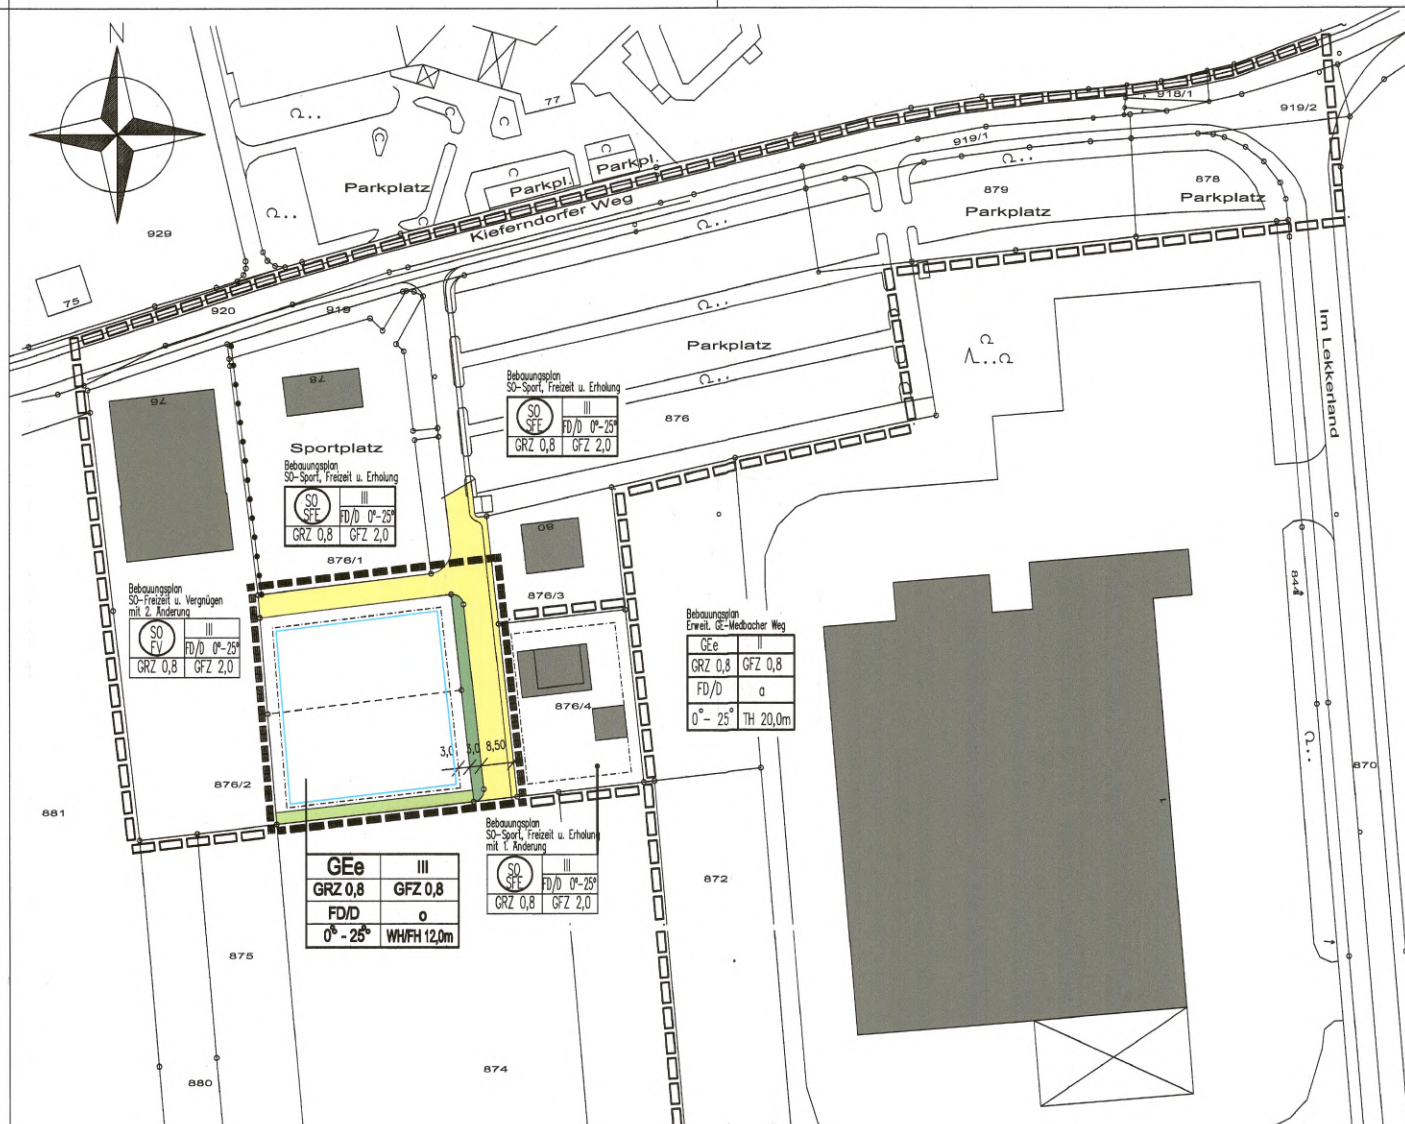 N
77
918/1
919/2
919/1
Parkplatz
Parkpl.
Parkpl.
878
879
Parkplatz
Parkplatz
Kieferndorfer Weg
929
75
920
919
Im Lekkerland
Parkplatz
76
78
Bebauungsplan
SO-Sport, Freizeit u. Erholung
SO SFE III
FD/D 0°-25°
GRZ 0,8 GFZ 2,0
876
Sportplatz
Bebauungsplan
SO-Sport, Freizeit u. Erholung
SO SFE III
FD/D 0°-25°
GRZ 0,8 GFZ 2,0
80
876/1
844
Bebauungsplan
SO-Freizeit u. Vergnügen
mit 2. Änderung
SO FV III
FD/D 0°-25°
GRZ 0,8 GFZ 2,0
876/3
Bebauungsplan
Erweit. GE-Medbacher Weg
GEe II
GRZ 0,8 GFZ 0,8
FD/D a
0°- 25° TH 20,0m
876/4
3,0 3,0 8,50
876/2
881
870
1
Bebauungsplan
SO-Sport, Freizeit u. Erholung
mit 1. Änderung
SO SFE III
FD/D 0°-25°
GRZ 0,8 GFZ 2,0
GEe III
GRZ 0,8 GFZ 0,8
FD/D o
0° - 25° WH/FH 12,0m
872
875
874
880